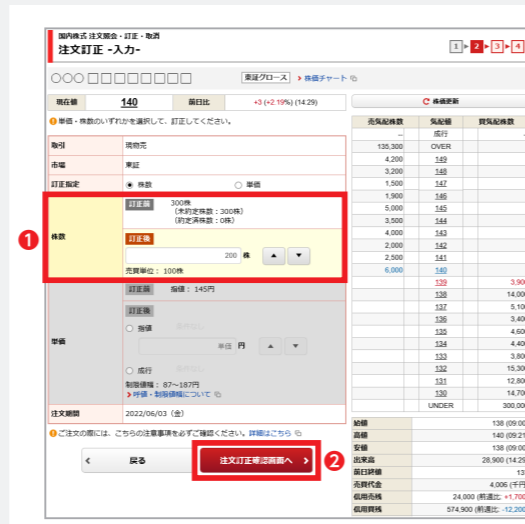 国内株式 注文照会・訂正・取消
注文訂正 -入力-
1 2 3 4
○○○ □□□□□□□□
東証グロース
株価チャート
現在値 140 前日比 +3 (+2.19%) (14:29)
株価更新
単価・株数のいずれかを選択して、訂正してください。
取引 現物売
市場 東証
訂正指定 株数 単価
株数
訂正前 300株
(未約定株数：300株)
(約定済株数：0株)
訂正後
200 株
売買単位： 100株
1
単価
訂正前 指値： 145円
訂正後
指値
単価 円
成行
制限値幅： 87～187円
呼値・制限値幅について
注文期間 2022/06/03（金）
ご注文の際には、こちらの注意事項を必ずご確認ください。詳細はこちら
戻る
注文訂正確認画面へ
2
売気配株数 気配値 買気配株数
-- 成行
135,300 OVER
4,200 149
3,200 148
1,500 147
1,900 146
5,000 145
3,500 144
4,000 143
2,000 142
2,500 141
6,000 140
139 3,900
138 14,00
137 5,10
136 3,40
135 4,60
134 4,40
133 3,80
132 15,30
131 12,80
130 14,70
UNDER 300,00
始値 138 (09:00
高値 140 (09:21
安値 138 (09:00
出来高 28,900 (14:29
前日終値 13
売買代金 4,006 (千円
信用売残 24,000 (前週比: +1,700
信用買残 574,900 (前週比: -12,200